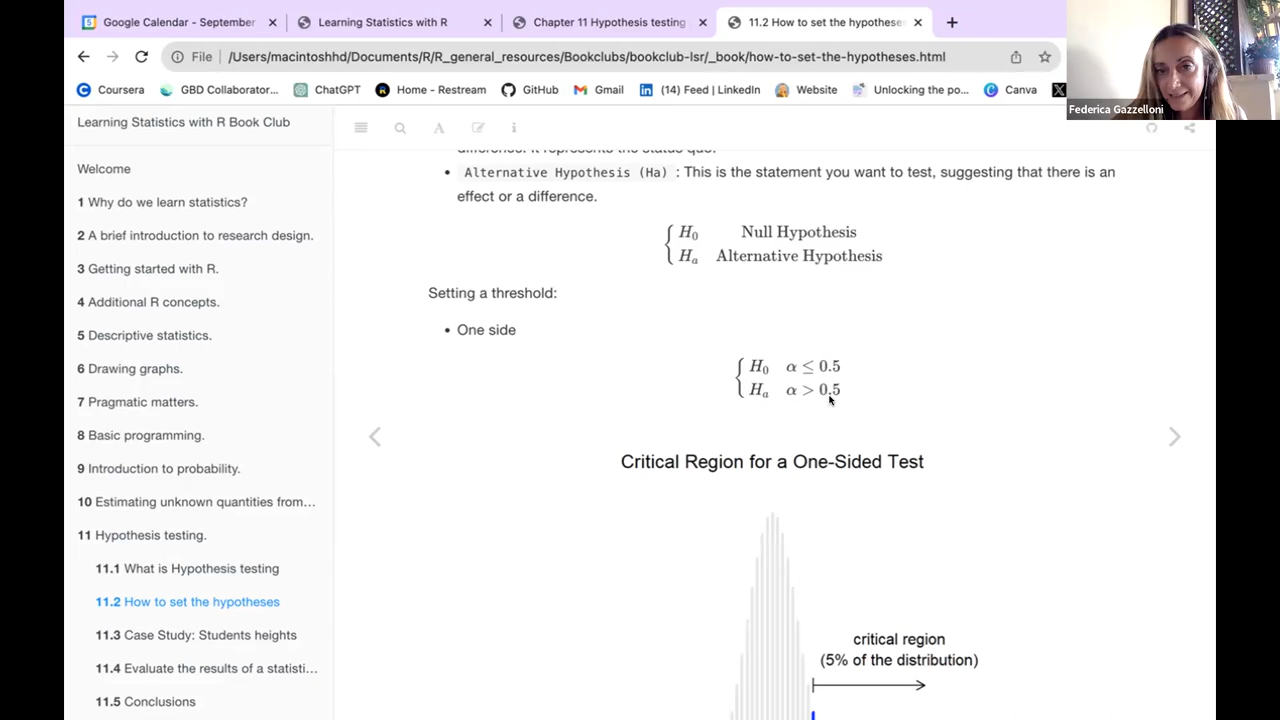 Google Calendar - September
Learning Statistics with R
Chapter 11 Hypothesis testing
11.2 How to set the hypotheses
File
/Users/macintoshhd/Documents/R/R_general_resources/Bookclubs/bookclub-lsr/_book/how-to-set-the-hypotheses.html
Coursera
GBD Collaborator...
ChatGPT
Home - Restream
GitHub
Gmail
(14) Feed | LinkedIn
Website
Unlocking the po...
Canva
X
Federica Gazzelloni
Learning Statistics with R Book Club
Welcome
1 Why do we learn statistics?
2 A brief introduction to research design.
3 Getting started with R.
4 Additional R concepts.
5 Descriptive statistics.
6 Drawing graphs.
7 Pragmatic matters.
8 Basic programming.
9 Introduction to probability.
10 Estimating unknown quantities from...
11 Hypothesis testing.
11.1 What is Hypothesis testing
11.2 How to set the hypotheses
11.3 Case Study: Students heights
11.4 Evaluate the results of a statisti...
11.5 Conclusions
difference. It represents the status quo.
• Alternative Hypothesis (Ha) : This is the statement you want to test, suggesting that there is an
effect or a difference.
H0 Null Hypothesis
Ha Alternative Hypothesis
Setting a threshold:
• One side
H0 α ≤ 0.5
Ha α > 0.5
Critical Region for a One-Sided Test
critical region
(5% of the distribution)